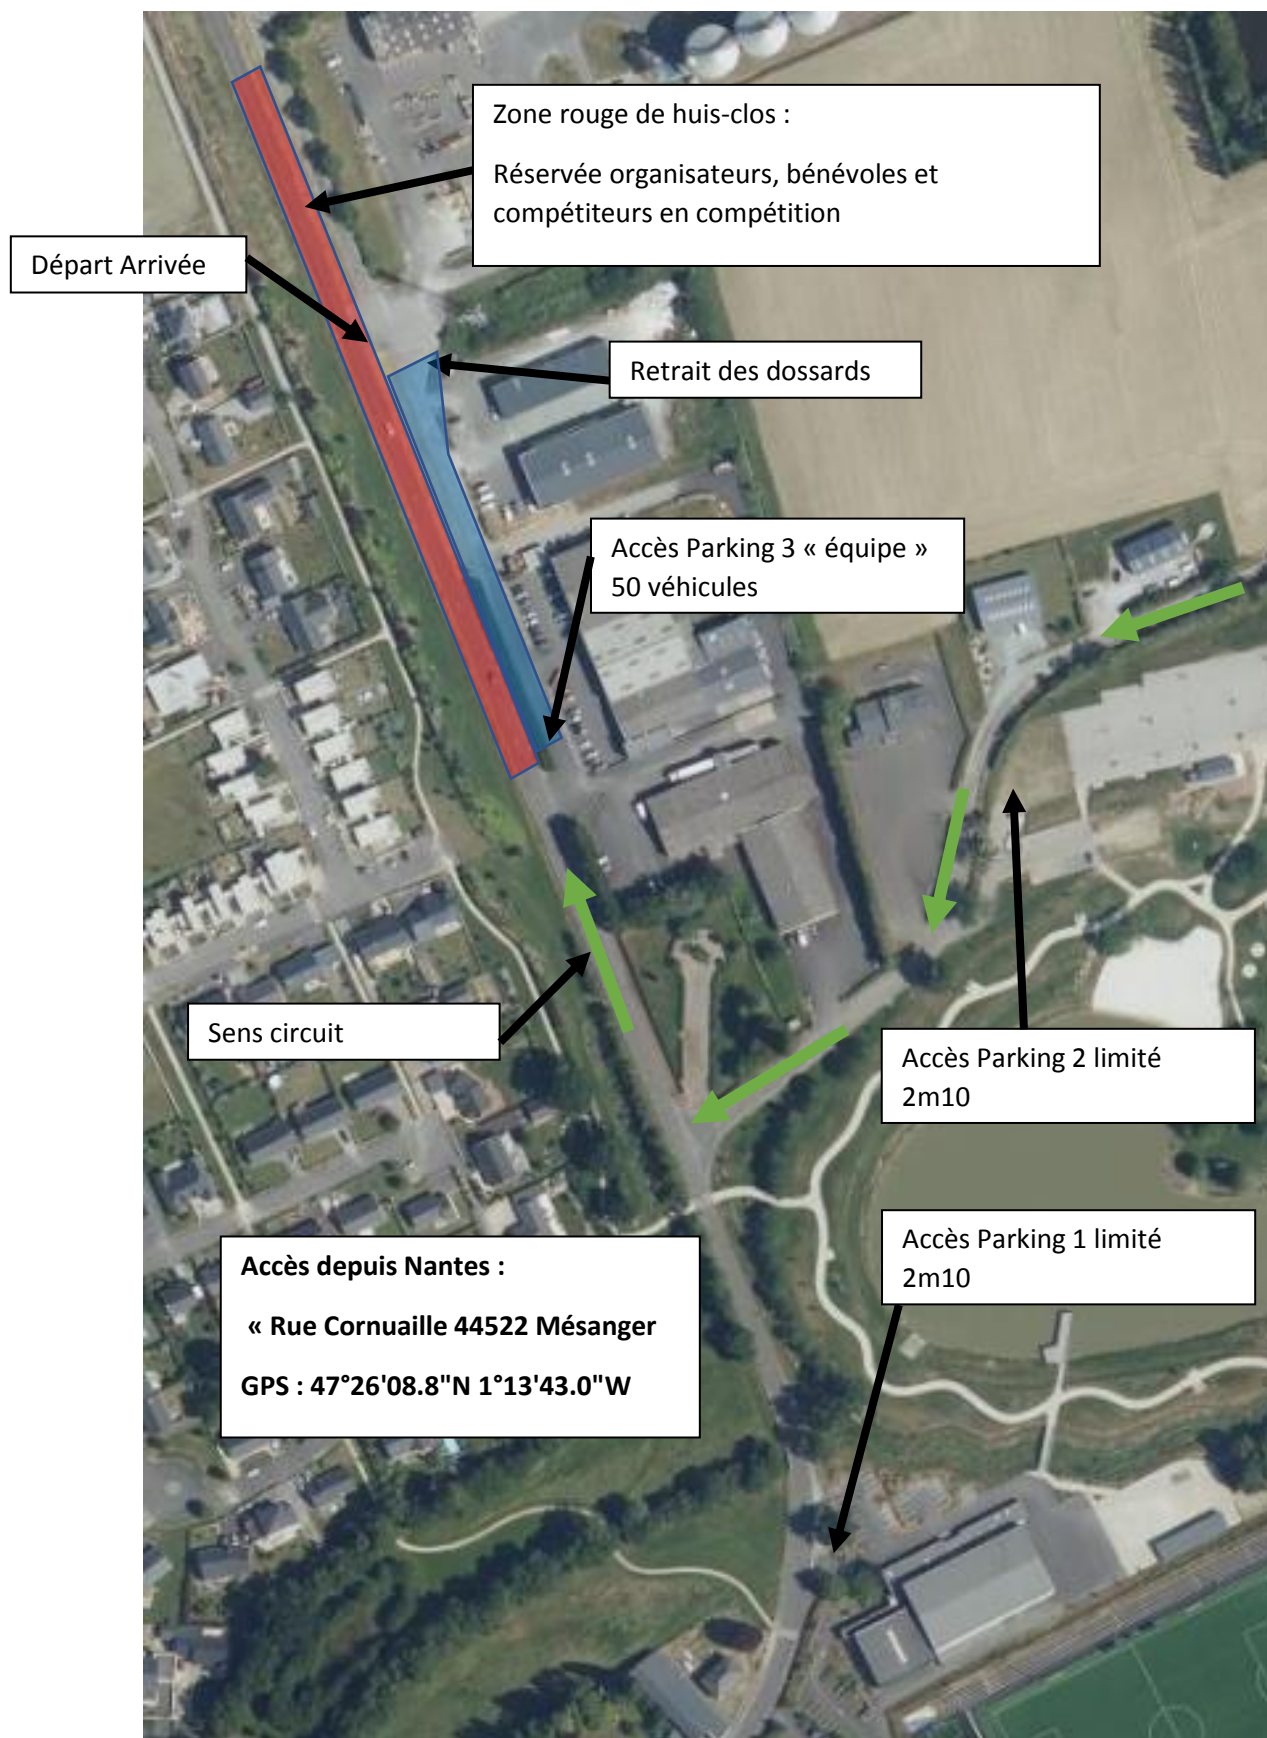 Zone rouge de huis-clos :
Réservée organisateurs, bénévoles et
compétiteurs en compétition
Départ Arrivée
Retrait des dossards
Accès Parking 3 « équipe »
50 véhicules
Sens circuit
Accès Parking 2 limité
2m10
Accès Parking 1 limité
2m10
Accès depuis Nantes :
« Rue Cornuaille 44522 Mésanger
GPS : 47°26'08.8"N 1°13'43.0"W